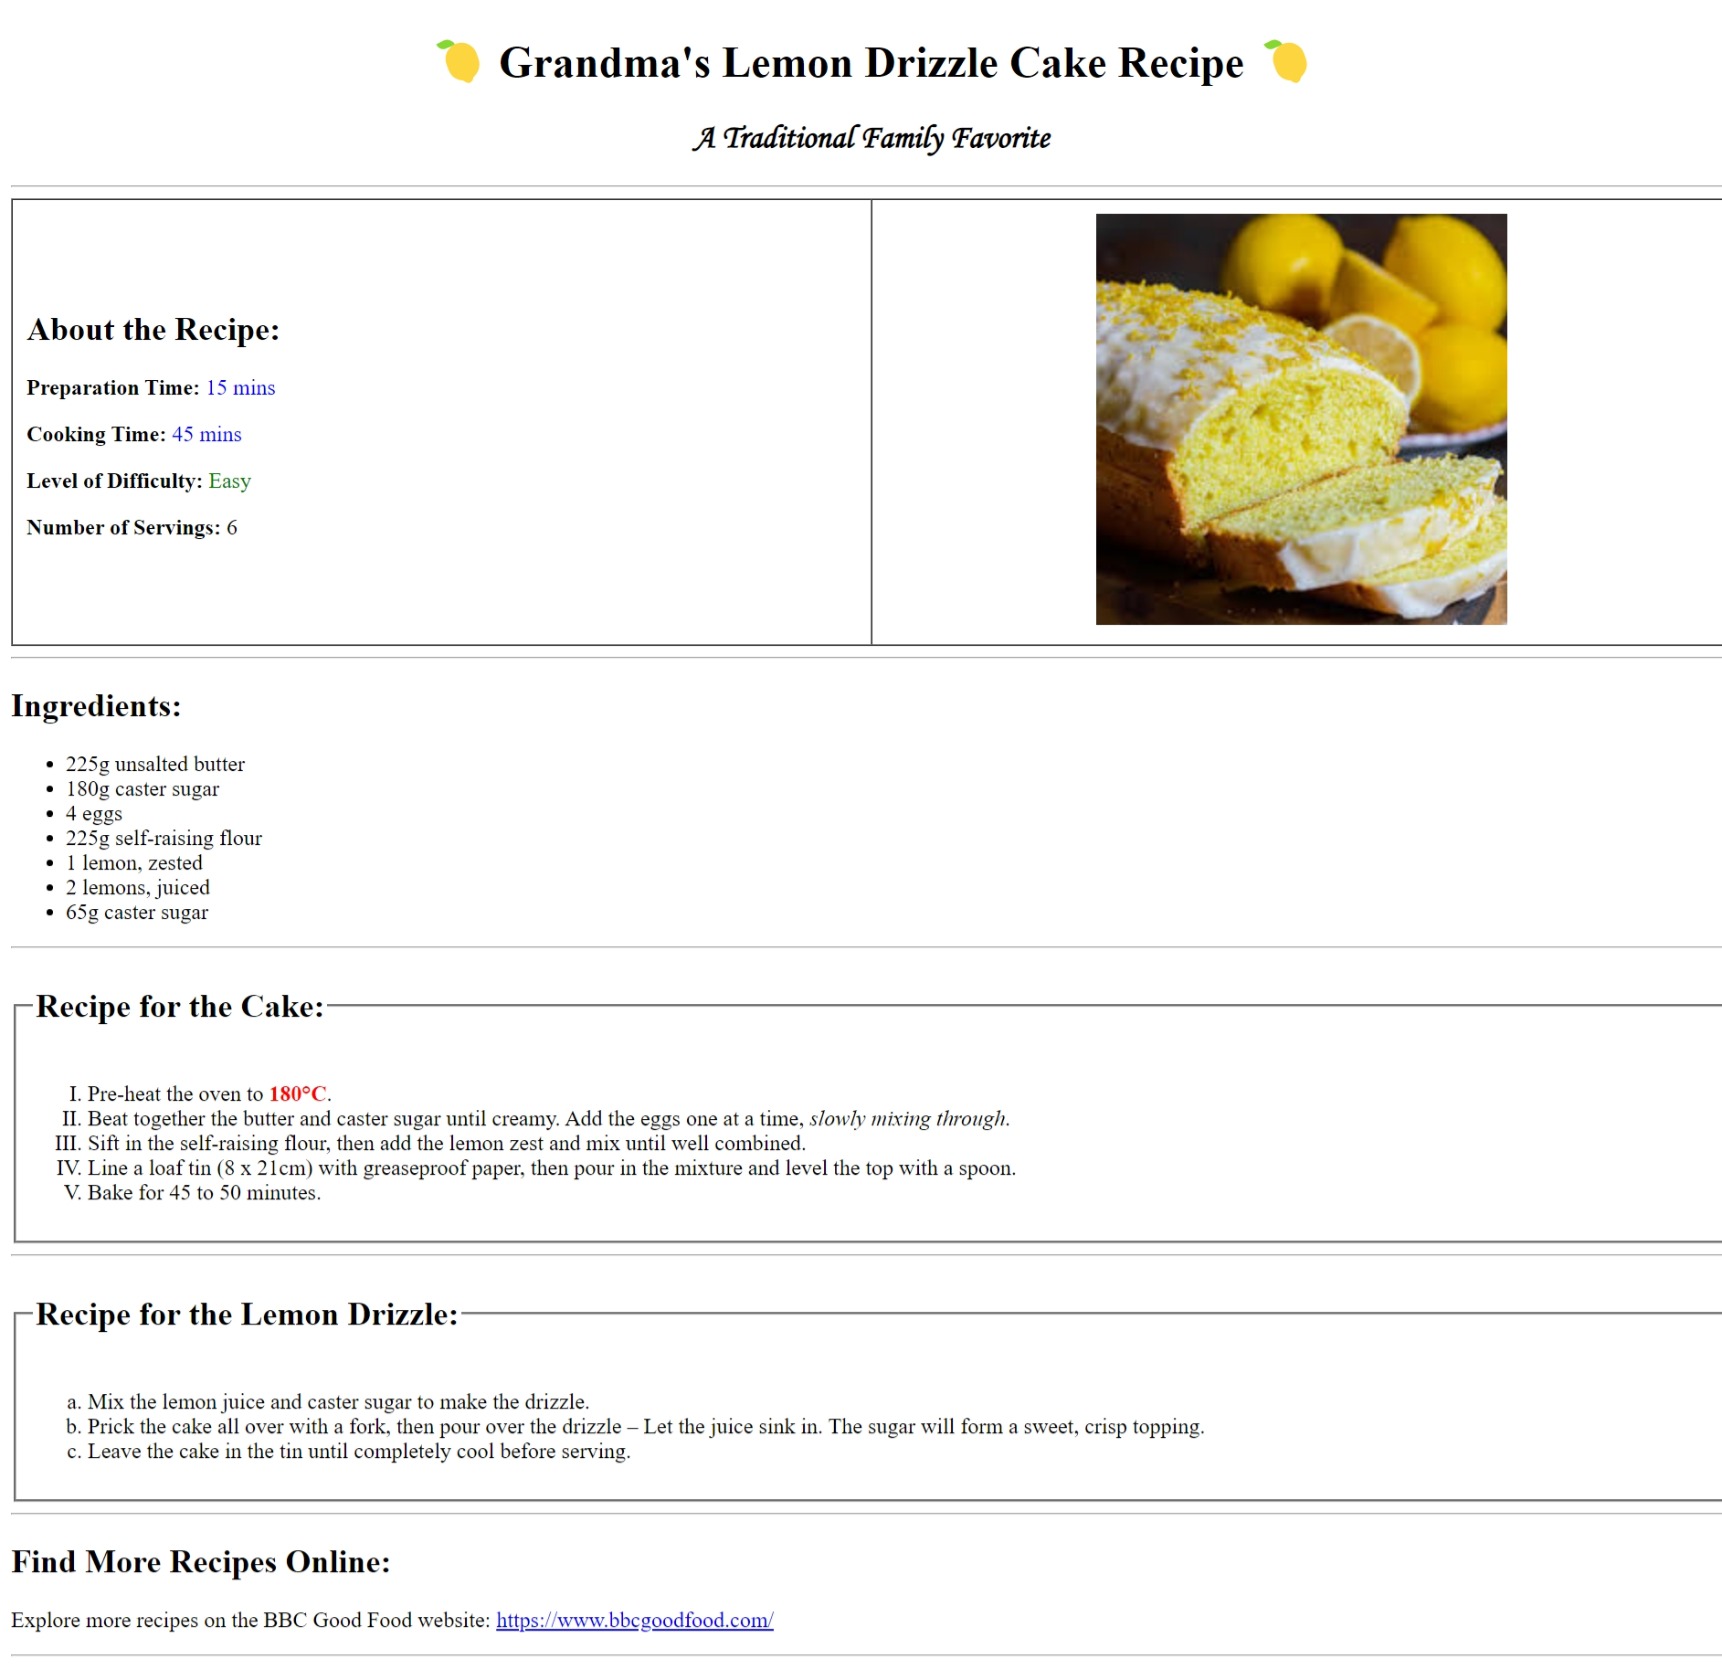 🍋 Grandma's Lemon Drizzle Cake Recipe 🍋
A Traditional Family Favorite
About the Recipe:
Preparation Time: 15 mins
Cooking Time: 45 mins
Level of Difficulty: Easy
Number of Servings: 6
Ingredients:
• 225g unsalted butter
• 180g caster sugar
• 4 eggs
• 225g self-raising flour
• 1 lemon, zested
• 2 lemons, juiced
• 65g caster sugar
Recipe for the Cake:
I. Pre-heat the oven to 180°C.
II. Beat together the butter and caster sugar until creamy. Add the eggs one at a time, slowly mixing through.
III. Sift in the self-raising flour, then add the lemon zest and mix until well combined.
IV. Line a loaf tin (8 x 21cm) with greaseproof paper, then pour in the mixture and level the top with a spoon.
V. Bake for 45 to 50 minutes.
Recipe for the Lemon Drizzle:
a. Mix the lemon juice and caster sugar to make the drizzle.
b. Prick the cake all over with a fork, then pour over the drizzle – Let the juice sink in. The sugar will form a sweet, crisp topping.
c. Leave the cake in the tin until completely cool before serving.
Find More Recipes Online:
Explore more recipes on the BBC Good Food website: https://www.bbcgoodfood.com/